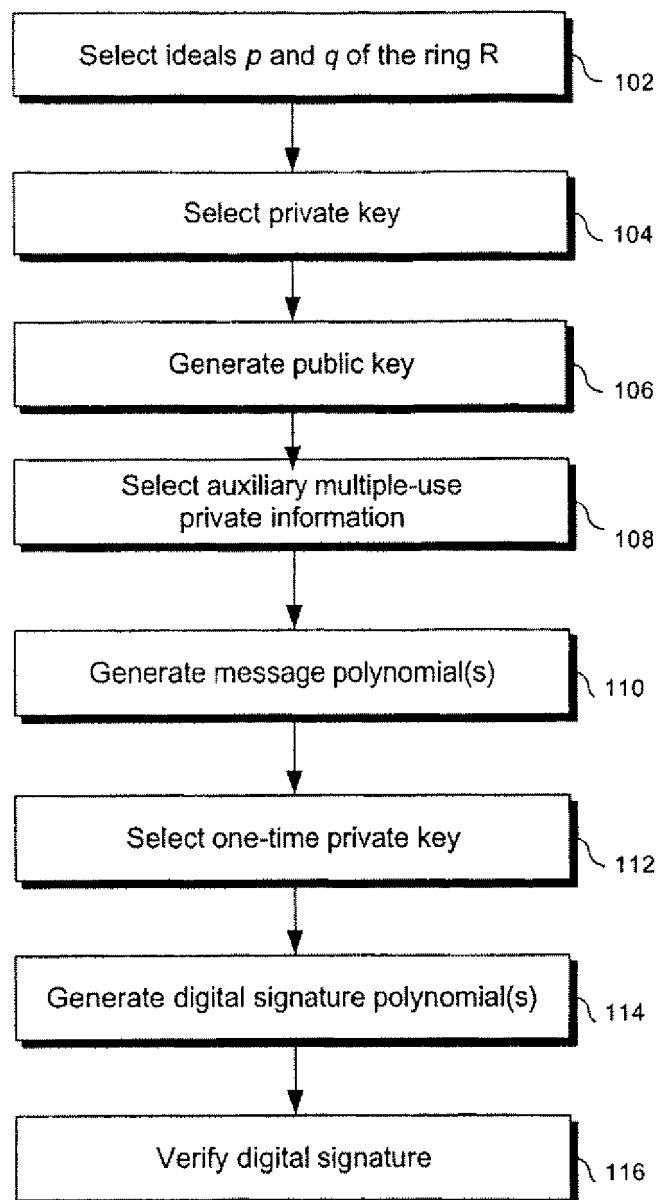 Select ideals p and q of the ring R
102
Select private key
104
Generate public key
106
Select auxiliary multiple-use
private information
108
Generate message polynomial(s)
110
Select one-time private key
112
Generate digital signature polynomial(s)
114
Verify digital signature
116